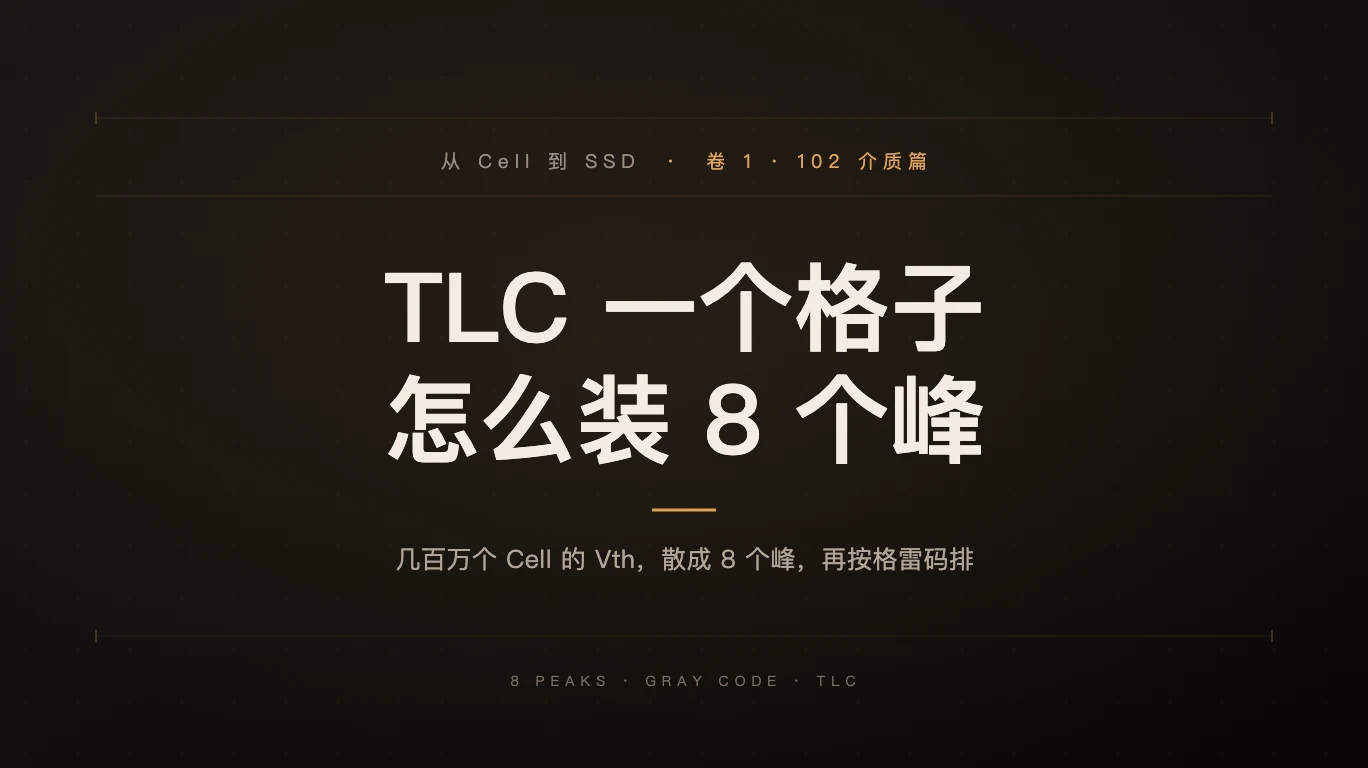 从 Cell 到 SSD · 卷 1 · 102 介质篇
TLC 一个格子
怎么装 8 个峰
几百万个 Cell 的 Vth，散成 8 个峰，再按格雷码排
8 PEAKS · GRAY CODE · TLC